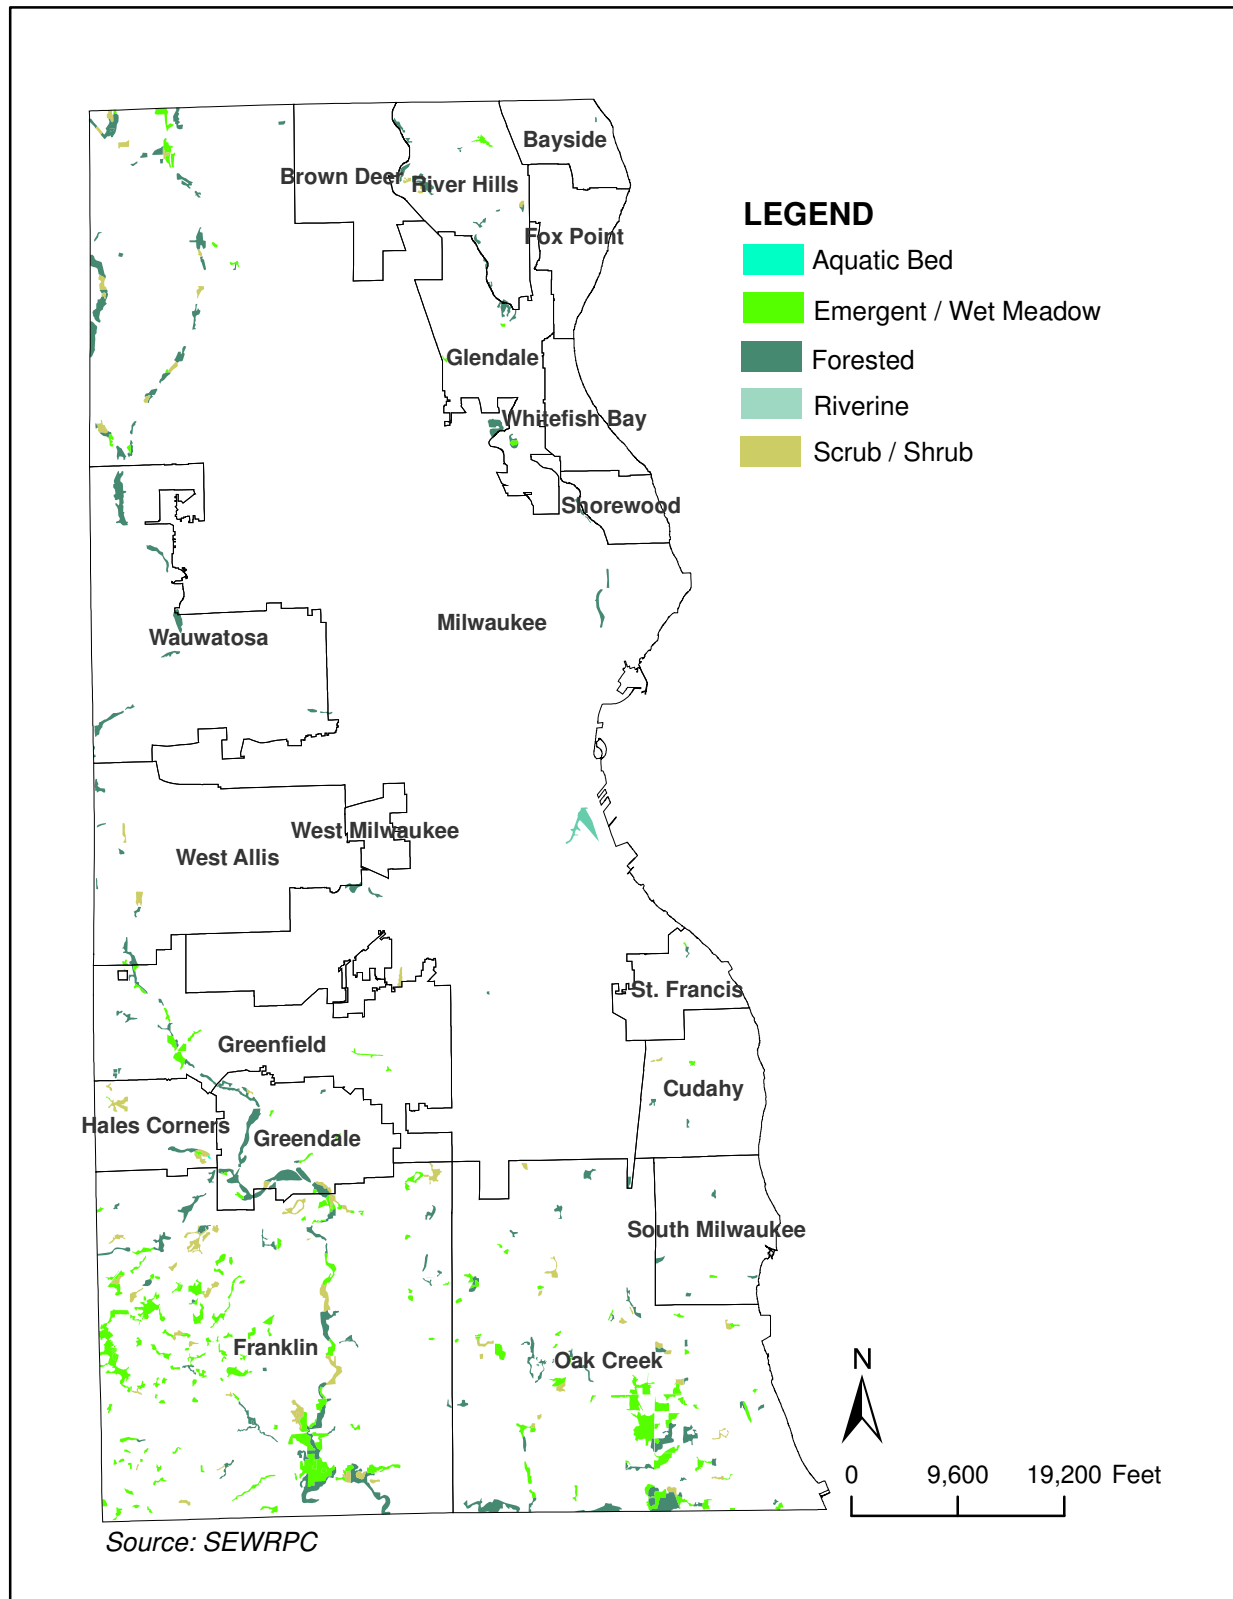 Bayside
Brown Deer
River Hills
Fox Point
LEGEND
Aquatic Bed
Emergent / Wet Meadow
Forested
Riverine
Scrub / Shrub
Glendale
Whitefish Bay
Shorewood
Milwaukee
Wauwatosa
West Milwaukee
West Allis
St. Francis
Greenfield
Cudahy
Hales Corners
Greendale
South Milwaukee
Franklin
Oak Creek
N
0 9,600 19,200 Feet
Source: SEWRPC